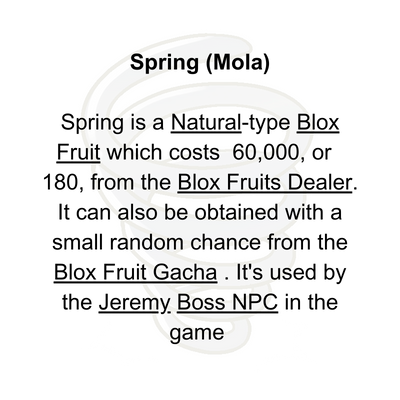 Spring (Mola)
Spring is a Natural-type Blox
Fruit which costs  60,000, or
180, from the Blox Fruits Dealer.
It can also be obtained with a
small random chance from the
Blox Fruit Gacha . It's used by
the Jeremy Boss NPC in the
game